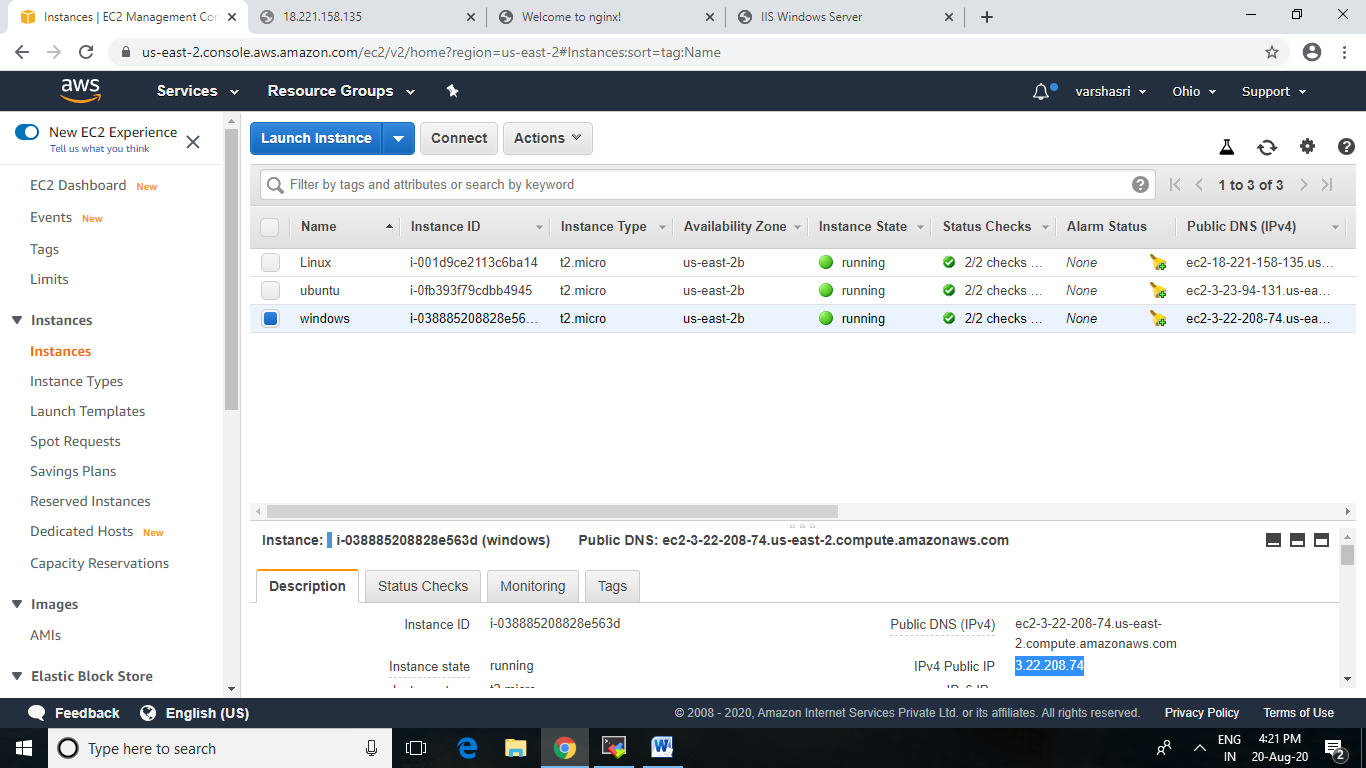 Instances | EC2 Management Con
18.221.158.135
Welcome to nginx!
IIS Windows Server
us-east-2.console.aws.amazon.com/ec2/v2/home?region=us-east-2#Instances:sort=tag:Name
aws
Services
Resource Groups
varshasri
Ohio
Support
New EC2 Experience
Tell us what you think
EC2 Dashboard New
Events New
Tags
Limits
Instances
Instances
Instance Types
Launch Templates
Spot Requests
Savings Plans
Reserved Instances
Dedicated Hosts New
Capacity Reservations
Images
AMIs
Elastic Block Store
Launch Instance
Connect
Actions
Filter by tags and attributes or search by keyword
1 to 3 of 3
Name Instance ID Instance Type Availability Zone Instance State Status Checks Alarm Status Public DNS (IPv4)
Linux i-001d9ce2113c6ba14 t2.micro us-east-2b running 2/2 checks ... None ec2-18-221-158-135.us...
ubuntu i-0fb393f79cdbb4945 t2.micro us-east-2b running 2/2 checks ... None ec2-3-23-94-131.us-ea...
windows i-038885208828e56... t2.micro us-east-2b running 2/2 checks ... None ec2-3-22-208-74.us-ea...
Instance: i-038885208828e563d (windows) Public DNS: ec2-3-22-208-74.us-east-2.compute.amazonaws.com
Description
Status Checks
Monitoring
Tags
Instance ID i-038885208828e563d
Public DNS (IPv4) ec2-3-22-208-74.us-east-
2.compute.amazonaws.com
Instance state running
IPv4 Public IP 3.22.208.74
Feedback
English (US)
© 2008 - 2020, Amazon Internet Services Private Ltd. or its affiliates. All rights reserved.
Privacy Policy
Terms of Use
Type here to search
ENG
IN
4:21 PM
20-Aug-20
2